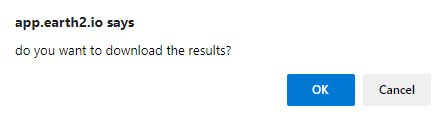 app.earth2.io says
do you want to download the results?
OK
Cancel